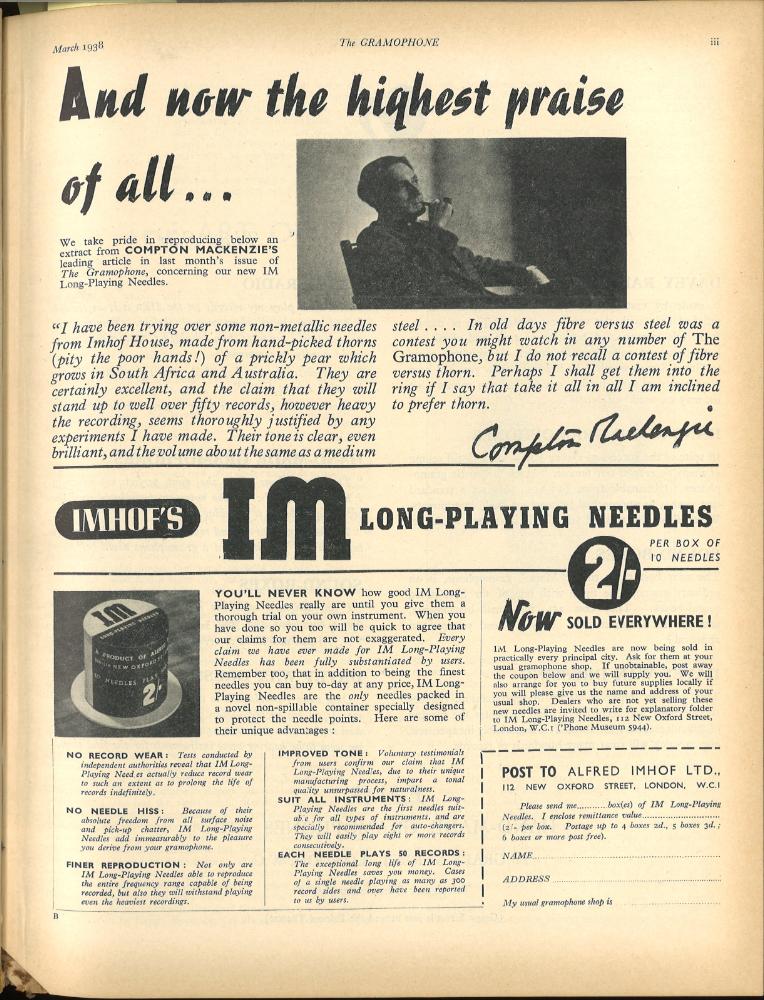 March 1938
The GRAMOPHONE
iii
And now the highest praise
of all...
We take pride in reproducing below an
extract from COMPTON MACKENZIE'S
leading article in last month's issue of
The Gramophone, concerning our new IM
Long-Playing Needles.
"I have been trying over some non-metallic needles
from Imhof House, made from hand-picked thorns
(pity the poor hands!) of a prickly pear which
grows in South Africa and Australia. They are
certainly excellent, and the claim that they will
stand up to well over fifty records, however heavy
the recording, seems thoroughly justified by any
experiments I have made. Their tone is clear, even
brilliant, and the volume about the same as a medium
steel .... In old days fibre versus steel was a
contest you might watch in any number of The
Gramophone, but I do not recall a contest of fibre
versus thorn. Perhaps I shall get them into the
ring if I say that take it all in all I am inclined
to prefer thorn.
Compton Mackenzie
IMHOF'S IM LONG-PLAYING NEEDLES
2/-
PER BOX OF
10 NEEDLES
IM
LONG-PLAYING NEEDLES
A PRODUCT OF
NEW OXFORD
10 NEEDLES
2/-
YOU'LL NEVER KNOW how good IM Long-
Playing Needles really are until you give them a
thorough trial on your own instrument. When you
have done so you too will be quick to agree that
our claims for them are not exaggerated. Every
claim we have ever made for IM Long-Playing
Needles has been fully substantiated by users.
Remember too, that in addition to being the finest
needles you can buy to-day at any price, IM Long-
Playing Needles are the only needles packed in
a novel non-spillable container specially designed
to protect the needle points. Here are some of
their unique advantages :
Now SOLD EVERYWHERE !
IM Long-Playing Needles are now being sold in
practically every principal city. Ask for them at your
usual gramophone shop. If unobtainable, post away
the coupon below and we will supply you. We will
also arrange for you to buy future supplies locally if
you will please give us the name and address of your
usual shop. Dealers who are not yet selling these
new needles are invited to write for explanatory folder
to IM Long-Playing Needles, 112 New Oxford Street,
London, W.C.1 ('Phone Museum 5944).
NO RECORD WEAR : Tests conducted by
independent authorities reveal that IM Long-
Playing Needles actually reduce record wear
to such an extent as to prolong the life of
records indefinitely.
NO NEEDLE HISS : Because of their
absolute freedom from all surface noise
and pick-up chatter, IM Long-Playing
Needles add immeasurably to the pleasure
you derive from your gramophone.
FINER REPRODUCTION : Not only are
IM Long-Playing Needles able to reproduce
the entire frequency range capable of being
recorded, but also they will withstand playing
even the heaviest recordings.
IMPROVED TONE : Voluntary testimonials
from users confirm our claim that IM
Long-Playing Needles, due to their unique
manufacturing process, impart a tonal
quality unsurpassed for naturalness.
SUIT ALL INSTRUMENTS : IM Long-
Playing Needles are the first needles suit-
able for all types of instruments, and are
specially recommended for auto-changers.
They will easily play eight or more records
consecutively.
EACH NEEDLE PLAYS 50 RECORDS :
The exceptional long life of IM Long-
Playing Needles saves you money. Cases
of a single needle playing as many as 300
record sides and over have been reported
to us by users.
POST TO ALFRED IMHOF LTD.,
112 NEW OXFORD STREET, LONDON, W.C.1
Please send me..........box(es) of IM Long-Playing
Needles. I enclose remittance value....................
(2/- per box. Postage up to 4 boxes 2d., 5 boxes 3d.;
6 boxes or more post free).
NAME
ADDRESS
My usual gramophone shop is
B